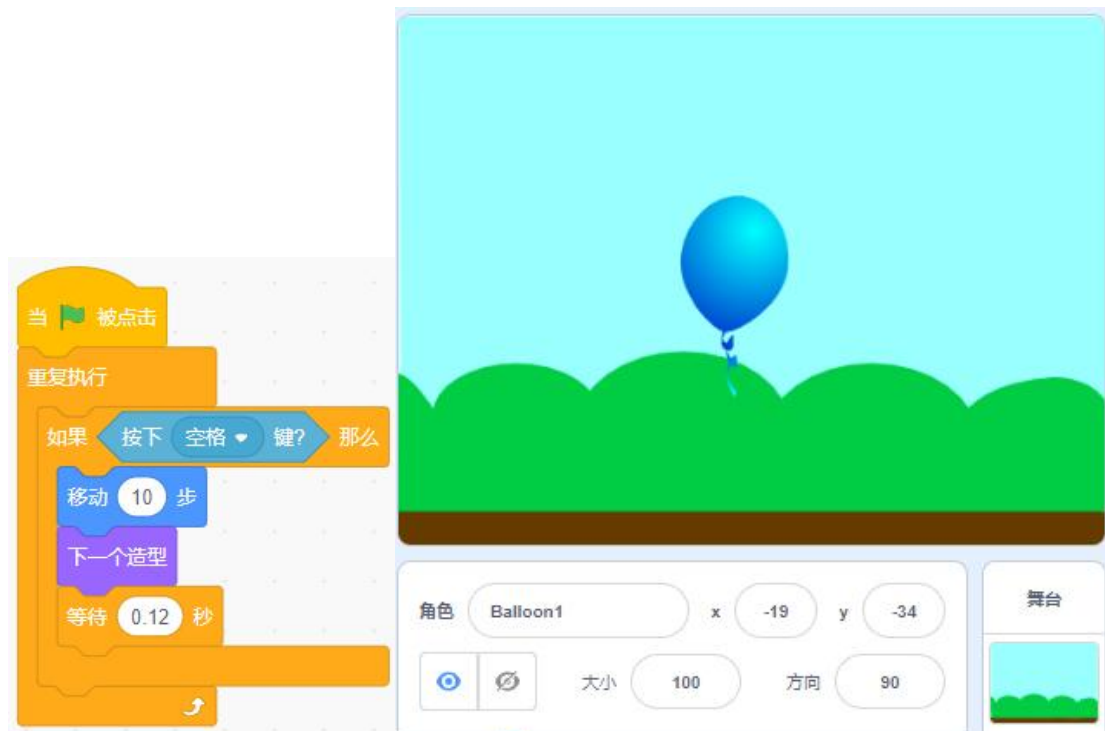 当 被点击
重复执行
如果 按下 空格 键? 那么
移动 10 步
下一个造型
等待 0.12 秒
角色 Balloon1 x -19 y -34
大小 100 方向 90
舞台